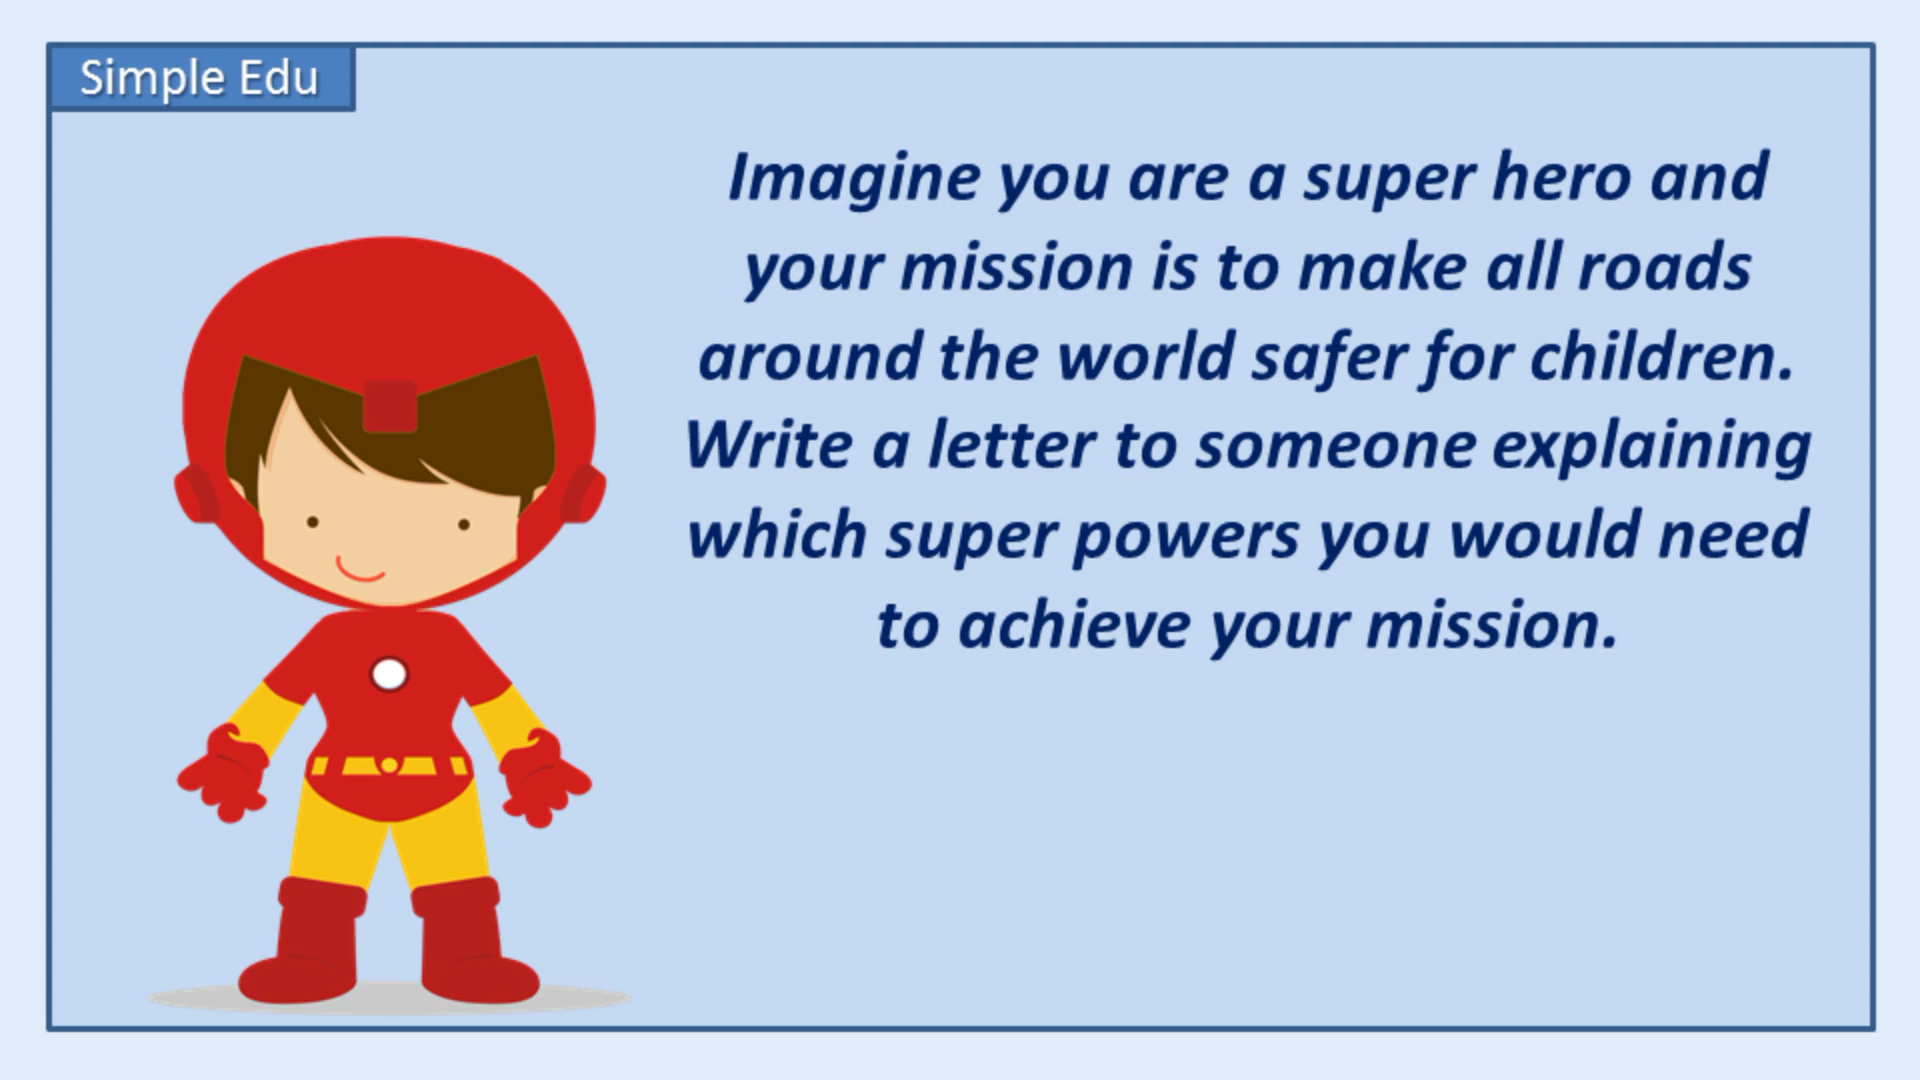 Simple Edu
Imagine you are a super hero and
your mission is to make all roads
around the world safer for children.
Write a letter to someone explaining
which super powers you would need
to achieve your mission.